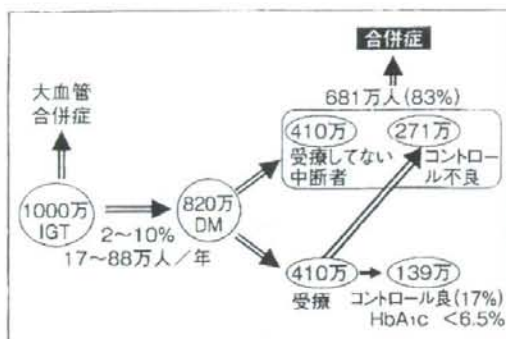 合併症
681万人(83%)
大血管
合併症
410万
受療してない
中断者
271万
コントロー
ル不良
1000万
IGT
2～10%
17～88万人／年
820万
DM
410万
受療
139万
コントロール良(17%)
HbA1c <6.5%